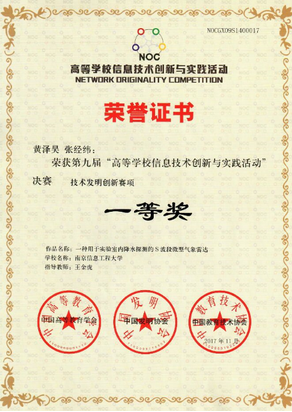 NOCGXD09S1400017
NOC
高等学校信息技术创新与实践活动
NETWORK ORIGINALITY COMPETITION
荣誉证书
黄泽昊 张经纬：
荣获第九届“高等学校信息技术创新与实践活动”
决赛 技术发明创新赛项
一等奖
作品名称：一种用于实验室内降水探测的S波段微型气象雷达
学校名称：南京信息工程大学
指导教师：王金虎
中国高等教育学会
中国发明协会
中国教育技术协会
2017年11月